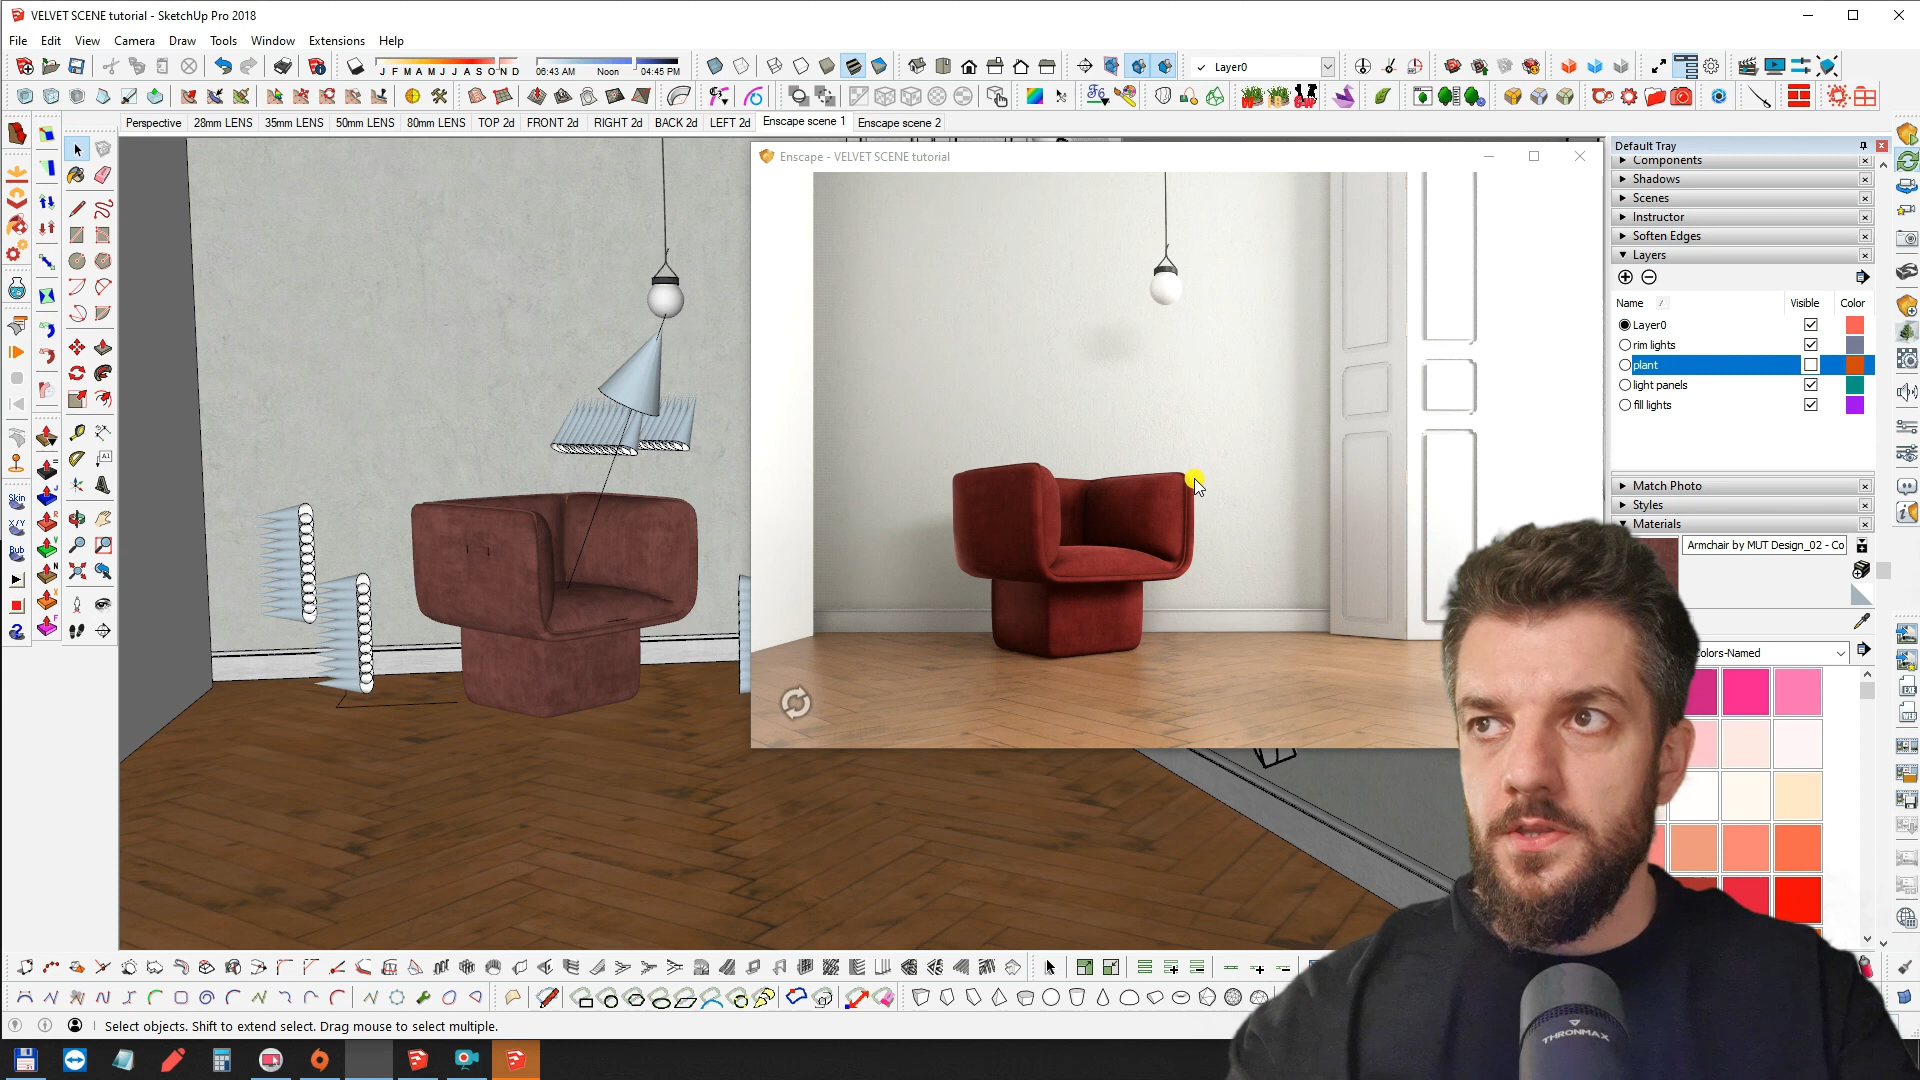 VELVET SCENE tutorial - SketchUp Pro 2018
File Edit View Camera Draw Tools Window Extensions Help
J F M A M J J A S O N D
06:43 AM Noon 04:45 PM
Layer0
Perspective 28mm LENS 35mm LENS 50mm LENS 80mm LENS TOP 2d FRONT 2d RIGHT 2d BACK 2d LEFT 2d Enscape scene 1 Enscape scene 2
Enscape - VELVET SCENE tutorial
Default Tray
Components
Shadows
Scenes
Instructor
Soften Edges
Layers
Name Visible Color
Layer0
rim lights
plant
light panels
fill lights
Match Photo
Styles
Materials
Armchair by MUT Design_02 - Co
olors-Named
Skin
X/Y
Bub
Select objects. Shift to extend select. Drag mouse to select multiple.
THRONMAX